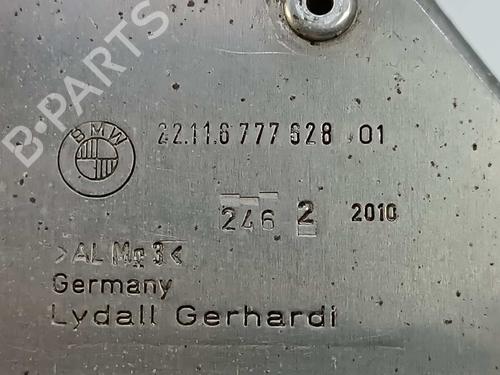 B-PARTS
BMW
22.11.6 777 628 01
246 2 2010
>AL Mg 3<
Germany
Lydall Gerhardi